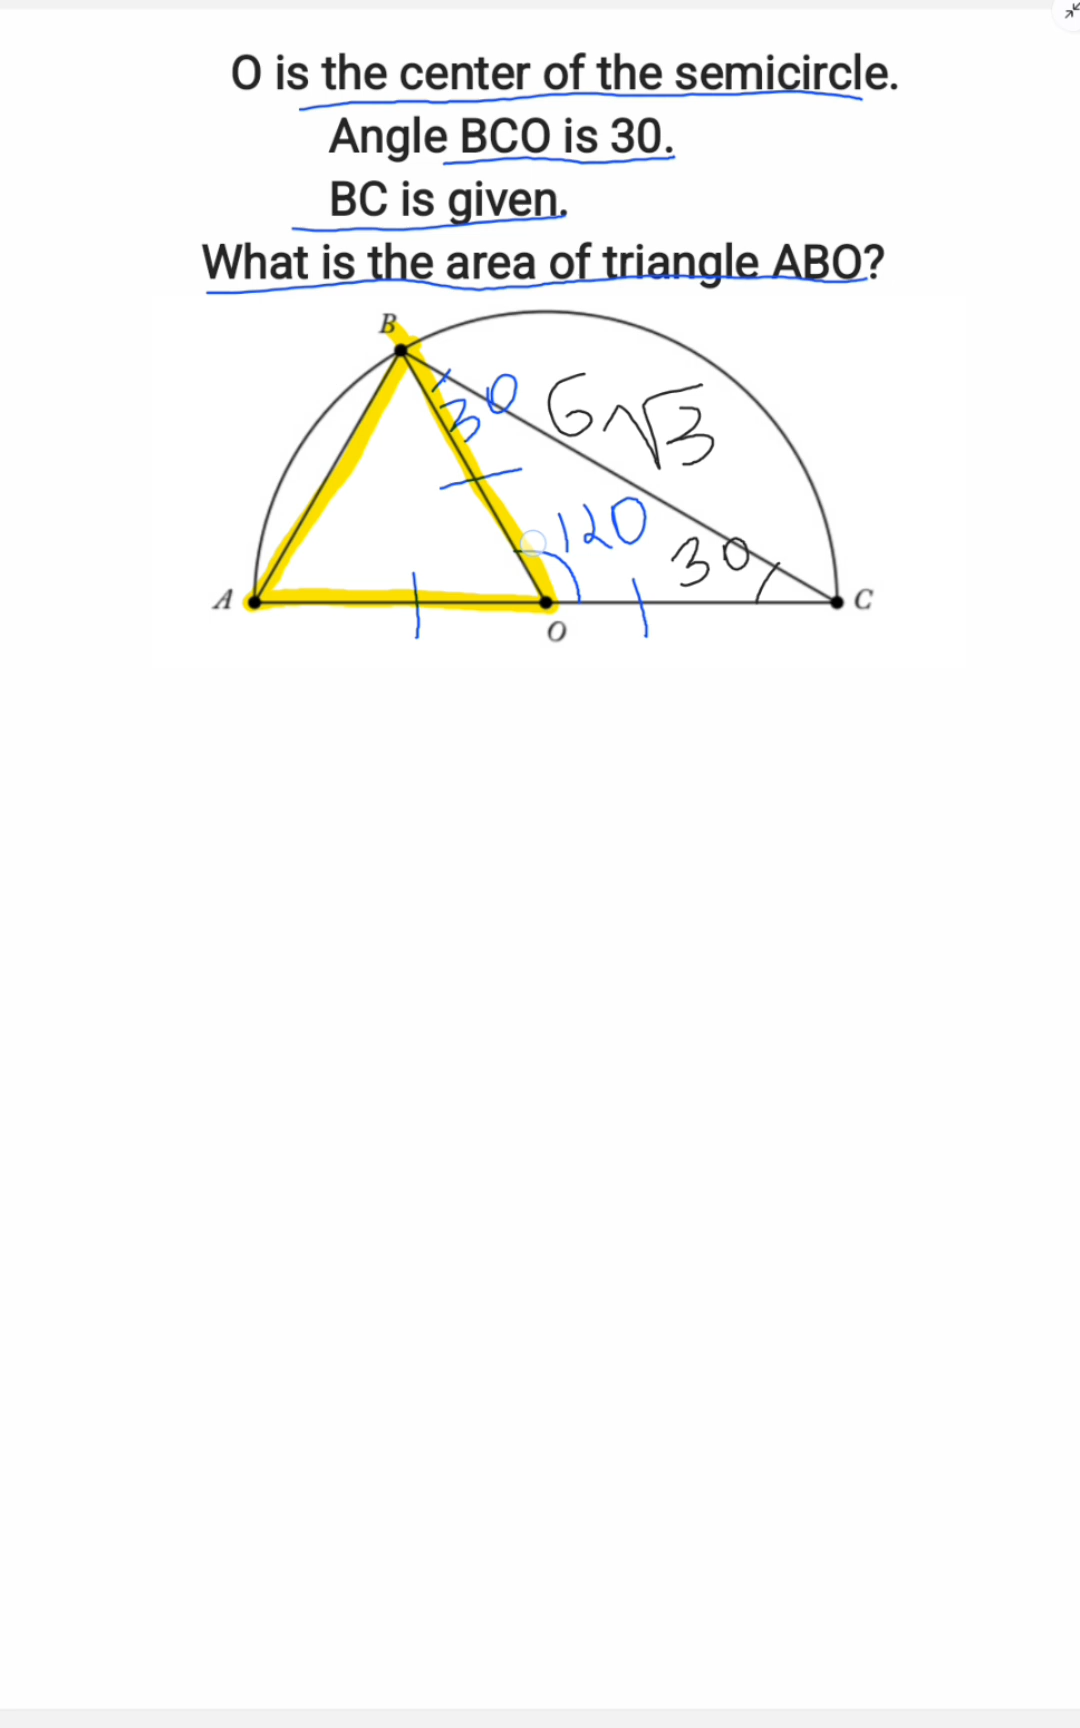 O is the center of the semicircle.
Angle BCO is 30.
BC is given.
What is the area of triangle ABO?
B
30
6√3
120
30
A
C
O